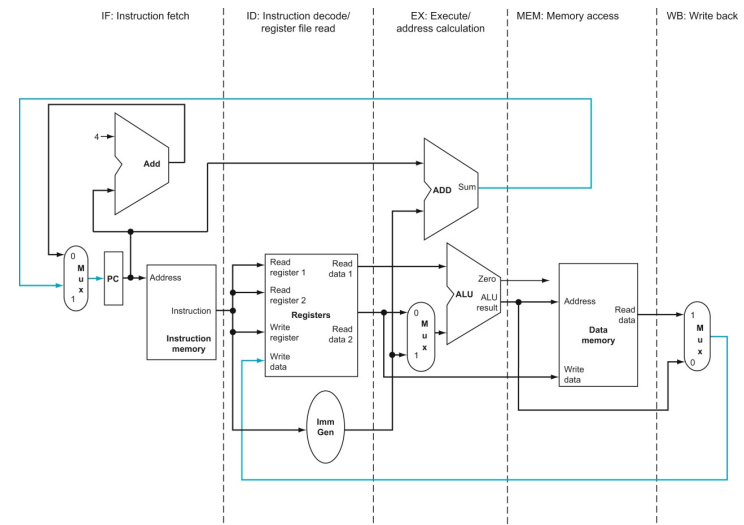 IF: Instruction fetch
ID: Instruction decode/
register file read
EX: Execute/
address calculation
MEM: Memory access
WB: Write back
4
Add
ADD
Sum
0
M
u
x
1
PC
Address
Instruction
Instruction
memory
Read
register 1
Read
register 2
Write
register
Write
data
Registers
Read
data 1
Read
data 2
Imm
Gen
0
M
u
x
1
Zero
ALU
ALU
result
Address
Read
data
Data
memory
Write
data
1
M
u
x
0